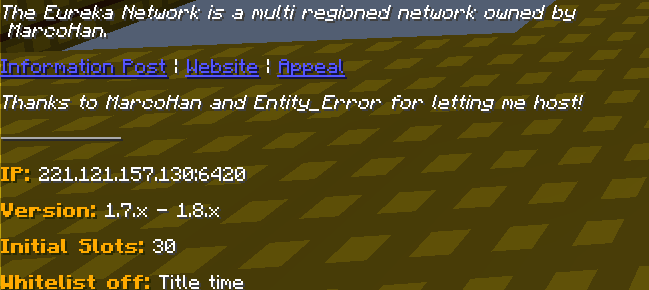 The Eureka Network is a multi regioned network owned by
MarcoHan.
Information Post | Website | Appeal
Thanks to MarcoHan and Entity_Error for letting me host!
IP: 221.121.157.130:6420
Version: 1.7.x - 1.8.x
Initial Slots: 30
Whitelist off: Title time